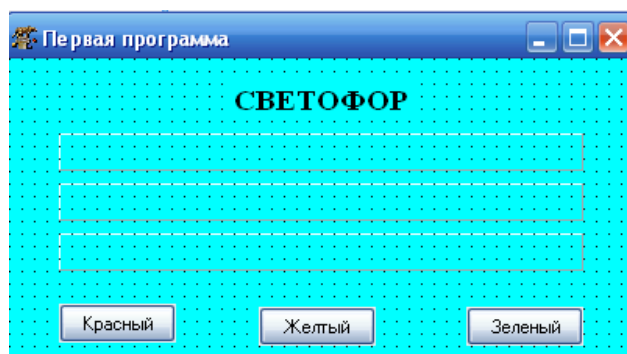 Первая программа
СВЕТОФОР
Красный Желтый Зеленый